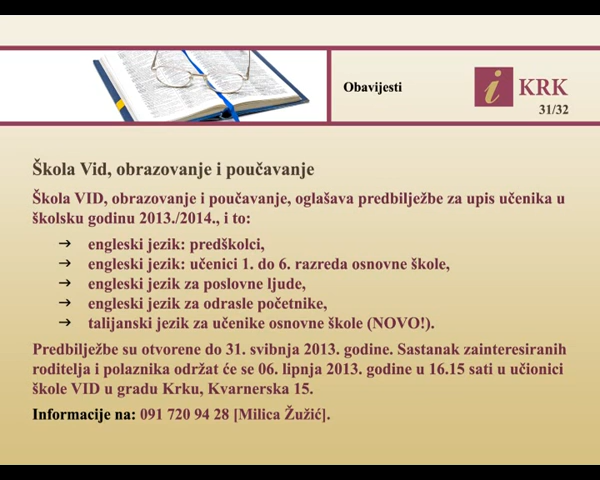 Obavijesti
i KRK
31/32
Škola Vid, obrazovanje i poučavanje
Škola VID, obrazovanje i poučavanje, oglašava predbilježbe za upis učenika u
školsku godinu 2013./2014., i to:
→ engleski jezik: predškolci,
→ engleski jezik: učenici 1. do 6. razreda osnovne škole,
→ engleski jezik za poslovne ljude,
→ engleski jezik za odrasle početnike,
→ talijanski jezik za učenike osnovne škole (NOVO!).
Predbilježbe su otvorene do 31. svibnja 2013. godine. Sastanak zainteresiranih
roditelja i polaznika održat će se 06. lipnja 2013. godine u 16.15 sati u učionici
škole VID u gradu Krku, Kvarnerska 15.
Informacije na: 091 720 94 28 [Milica Žužić].